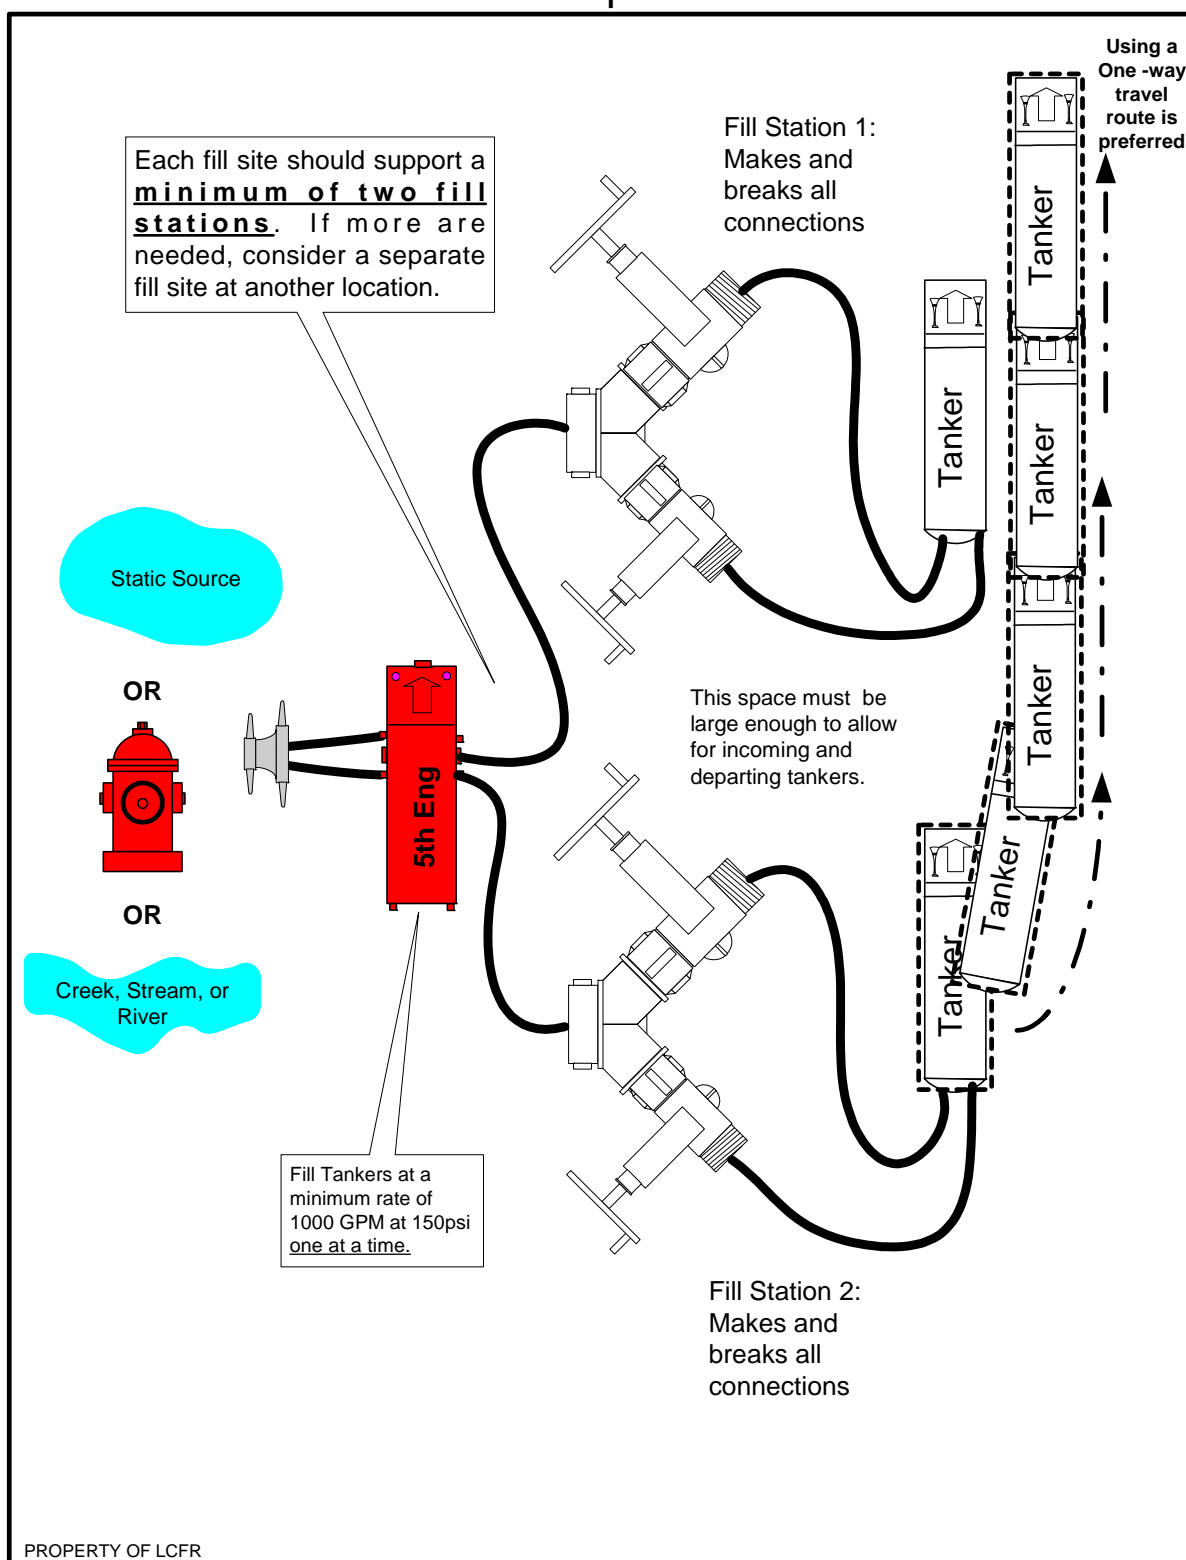 Using a
One -way
travel
route is
preferred
Fill Station 1:
Makes and
breaks all
connections
Each fill site should support a
minimum of two fill
stations. If more are
needed, consider a separate
fill site at another location.
Tanker
Tanker
Tanker
Tanker
Static Source
OR
This space must be
large enough to allow
for incoming and
departing tankers.
5th Eng
Tanker
Tanker
OR
Creek, Stream, or
River
Fill Tankers at a
minimum rate of
1000 GPM at 150psi
one at a time.
Fill Station 2:
Makes and
breaks all
connections
PROPERTY OF LCFR